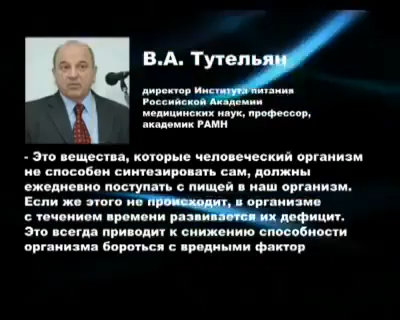 В.А. Тутельян
директор Института питания
Российской Академии
медицинских наук, профессор,
академик РАМН
- Это вещества, которые человеческий организм
не способен синтезировать сам, должны
ежедневно поступать с пищей в наш организм.
Если же этого не происходит, в организме
с течением времени развивается их дефицит.
Это всегда приводит к снижению способности
организма бороться с вредными фактор